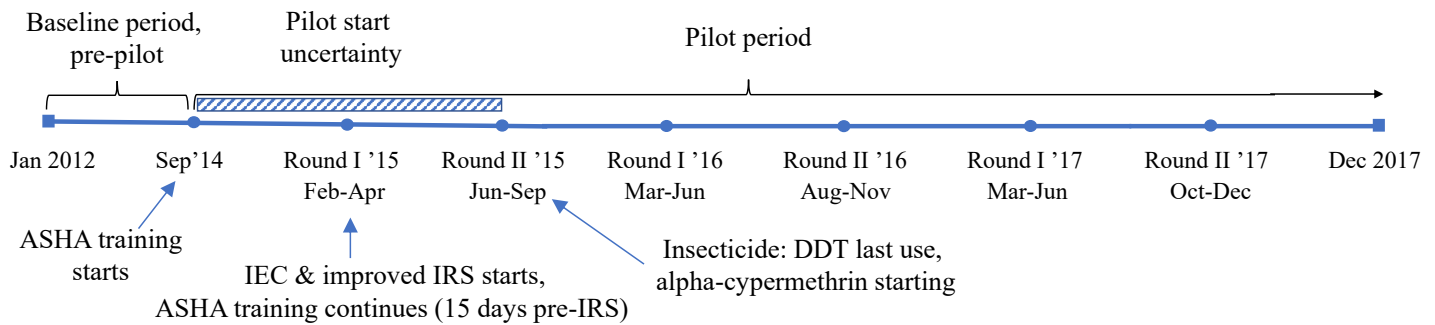 Baseline period,
pre-pilot
Pilot start
uncertainty
Pilot period
Jan 2012
Sep’14
Round I ’15
Feb-Apr
Round II ’15
Jun-Sep
Round I ’16
Mar-Jun
Round II ’16
Aug-Nov
Round I ’17
Mar-Jun
Round II ’17
Oct-Dec
Dec 2017
ASHA training
starts
IEC & improved IRS starts,
ASHA training continues (15 days pre-IRS)
Insecticide: DDT last use,
alpha-cypermethrin starting